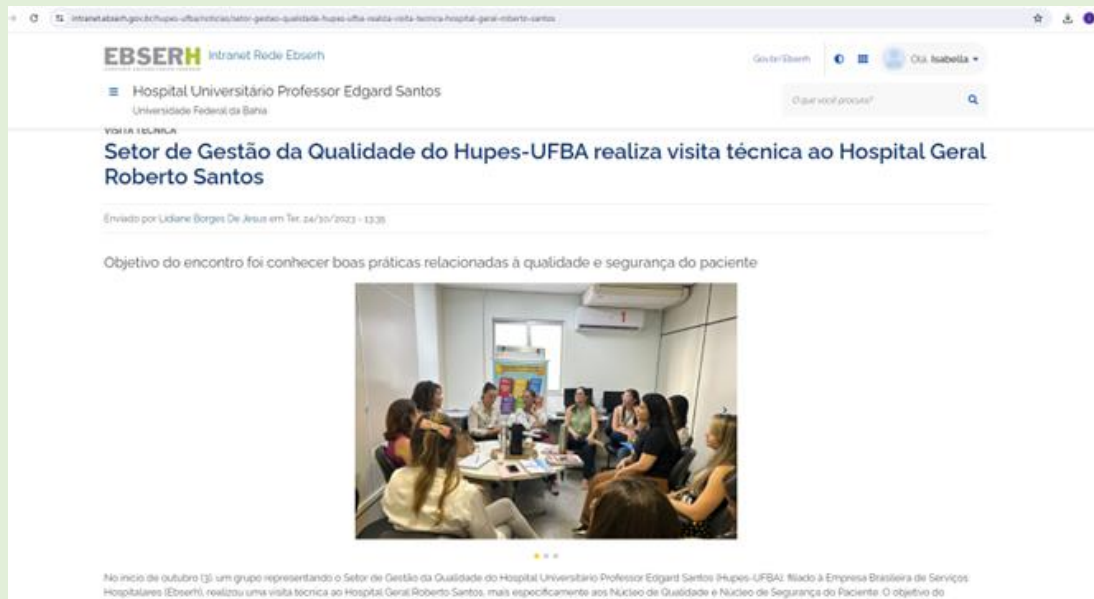 intranet.ebserh.gov.br/hupes-ufba/noticias/setor-gestao-qualidade-hupes-ufba-realiza-visita-tecnica-hospital-geral-roberto-santos
EBSERH Intranet Rede Ebserh
Gov.br/Ebserh
Olá, Isabella
Hospital Universitário Professor Edgard Santos
Universidade Federal da Bahia
O que você procura?
VISITA TÉCNICA
Setor de Gestão da Qualidade do Hupes-UFBA realiza visita técnica ao Hospital Geral
Roberto Santos
Enviado por Lidiane Borges De Jesus em Ter, 24/10/2023 - 13:35
Objetivo do encontro foi conhecer boas práticas relacionadas à qualidade e segurança do paciente
No início de outubro (3), um grupo representando o Setor de Gestão da Qualidade do Hospital Universitário Professor Edgard Santos (Hupes-UFBA), filiado à Empresa Brasileira de Serviços
Hospitalares (Ebserh), realizou uma visita técnica ao Hospital Geral Roberto Santos, mais especificamente aos Núcleo de Qualidade e Núcleo de Segurança do Paciente. O objetivo do